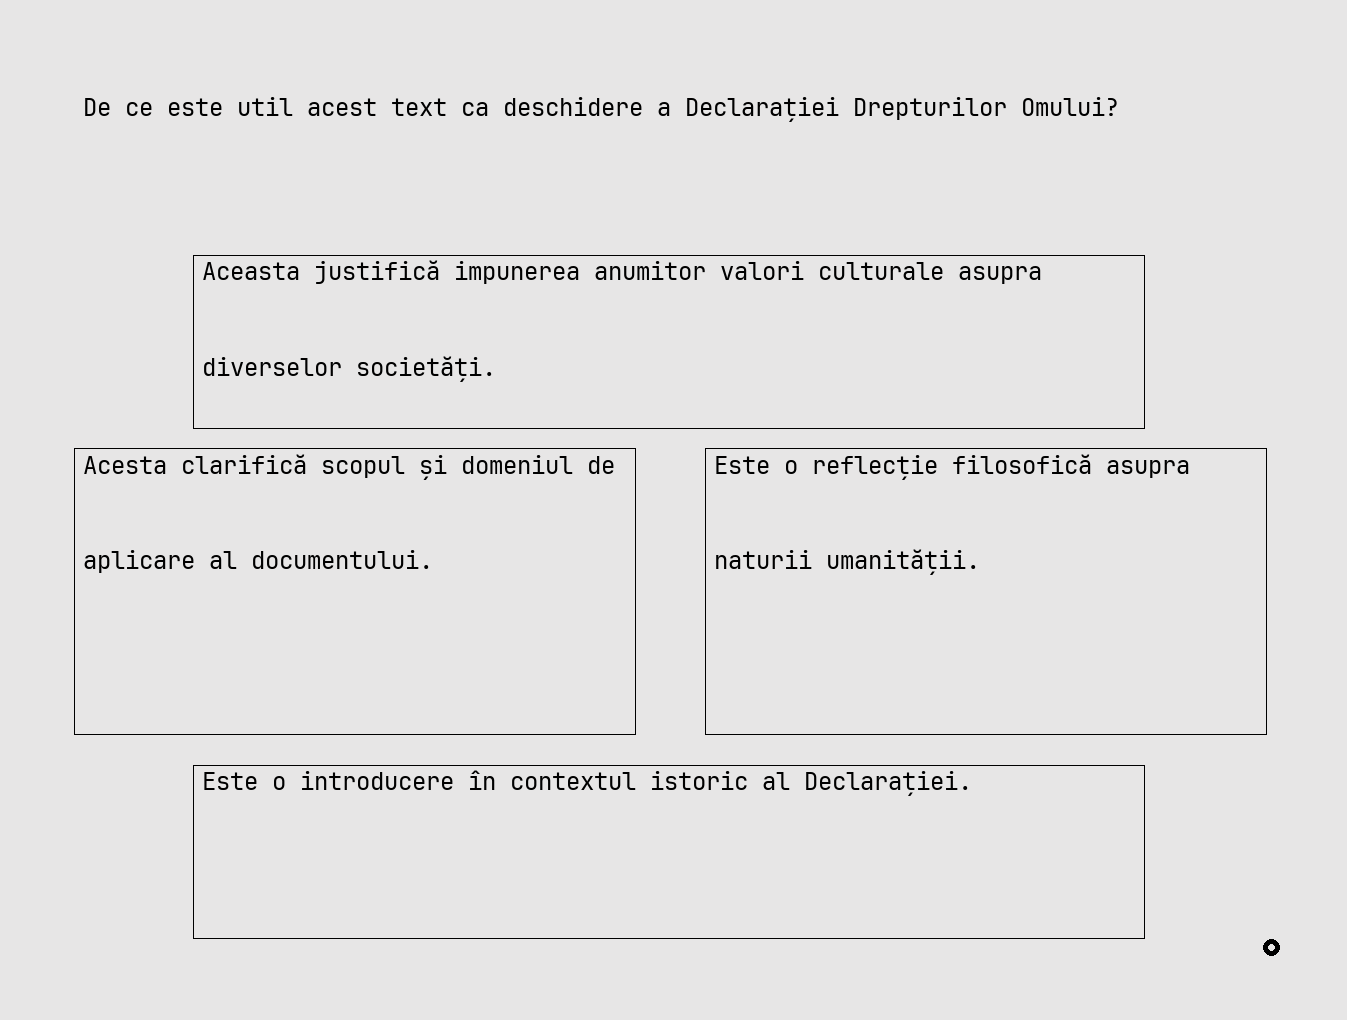 De ce este util acest text ca deschidere a Declarației Drepturilor Omului?
Aceasta justifică impunerea anumitor valori culturale asupra
diverselor societăți.
Acesta clarifică scopul și domeniul de
aplicare al documentului.
Este o reflecție filosofică asupra
naturii umanității.
Este o introducere în contextul istoric al Declarației.